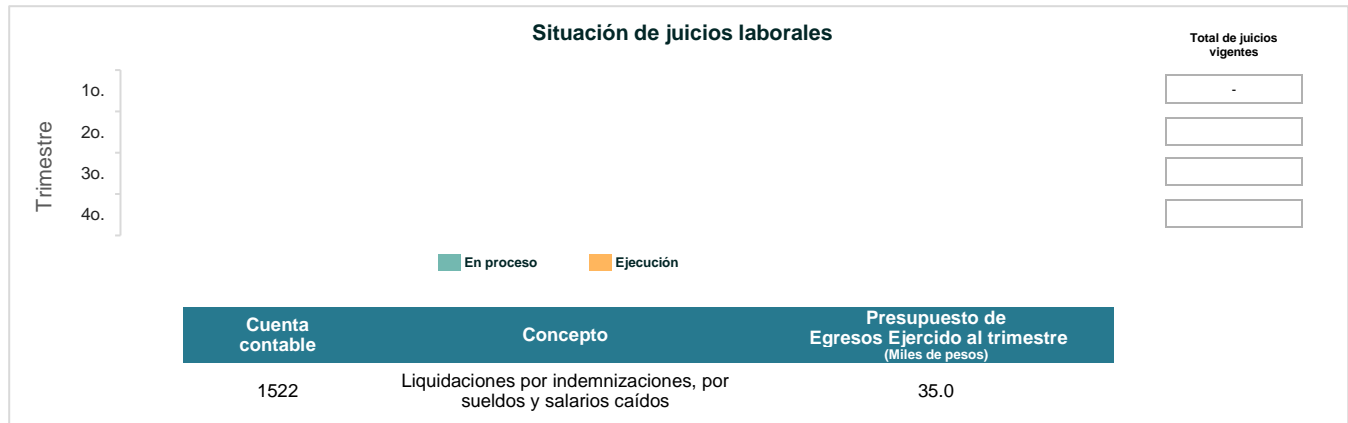 Situación de juicios laborales
Total de juicios
vigentes
Trimestre
1o.
-
2o.
3o.
4o.
En proceso
Ejecución
Cuenta
contable
Concepto
Presupuesto de
Egresos Ejercido al trimestre
(Miles de pesos)
1522
Liquidaciones por indemnizaciones, por
sueldos y salarios caídos
35.0